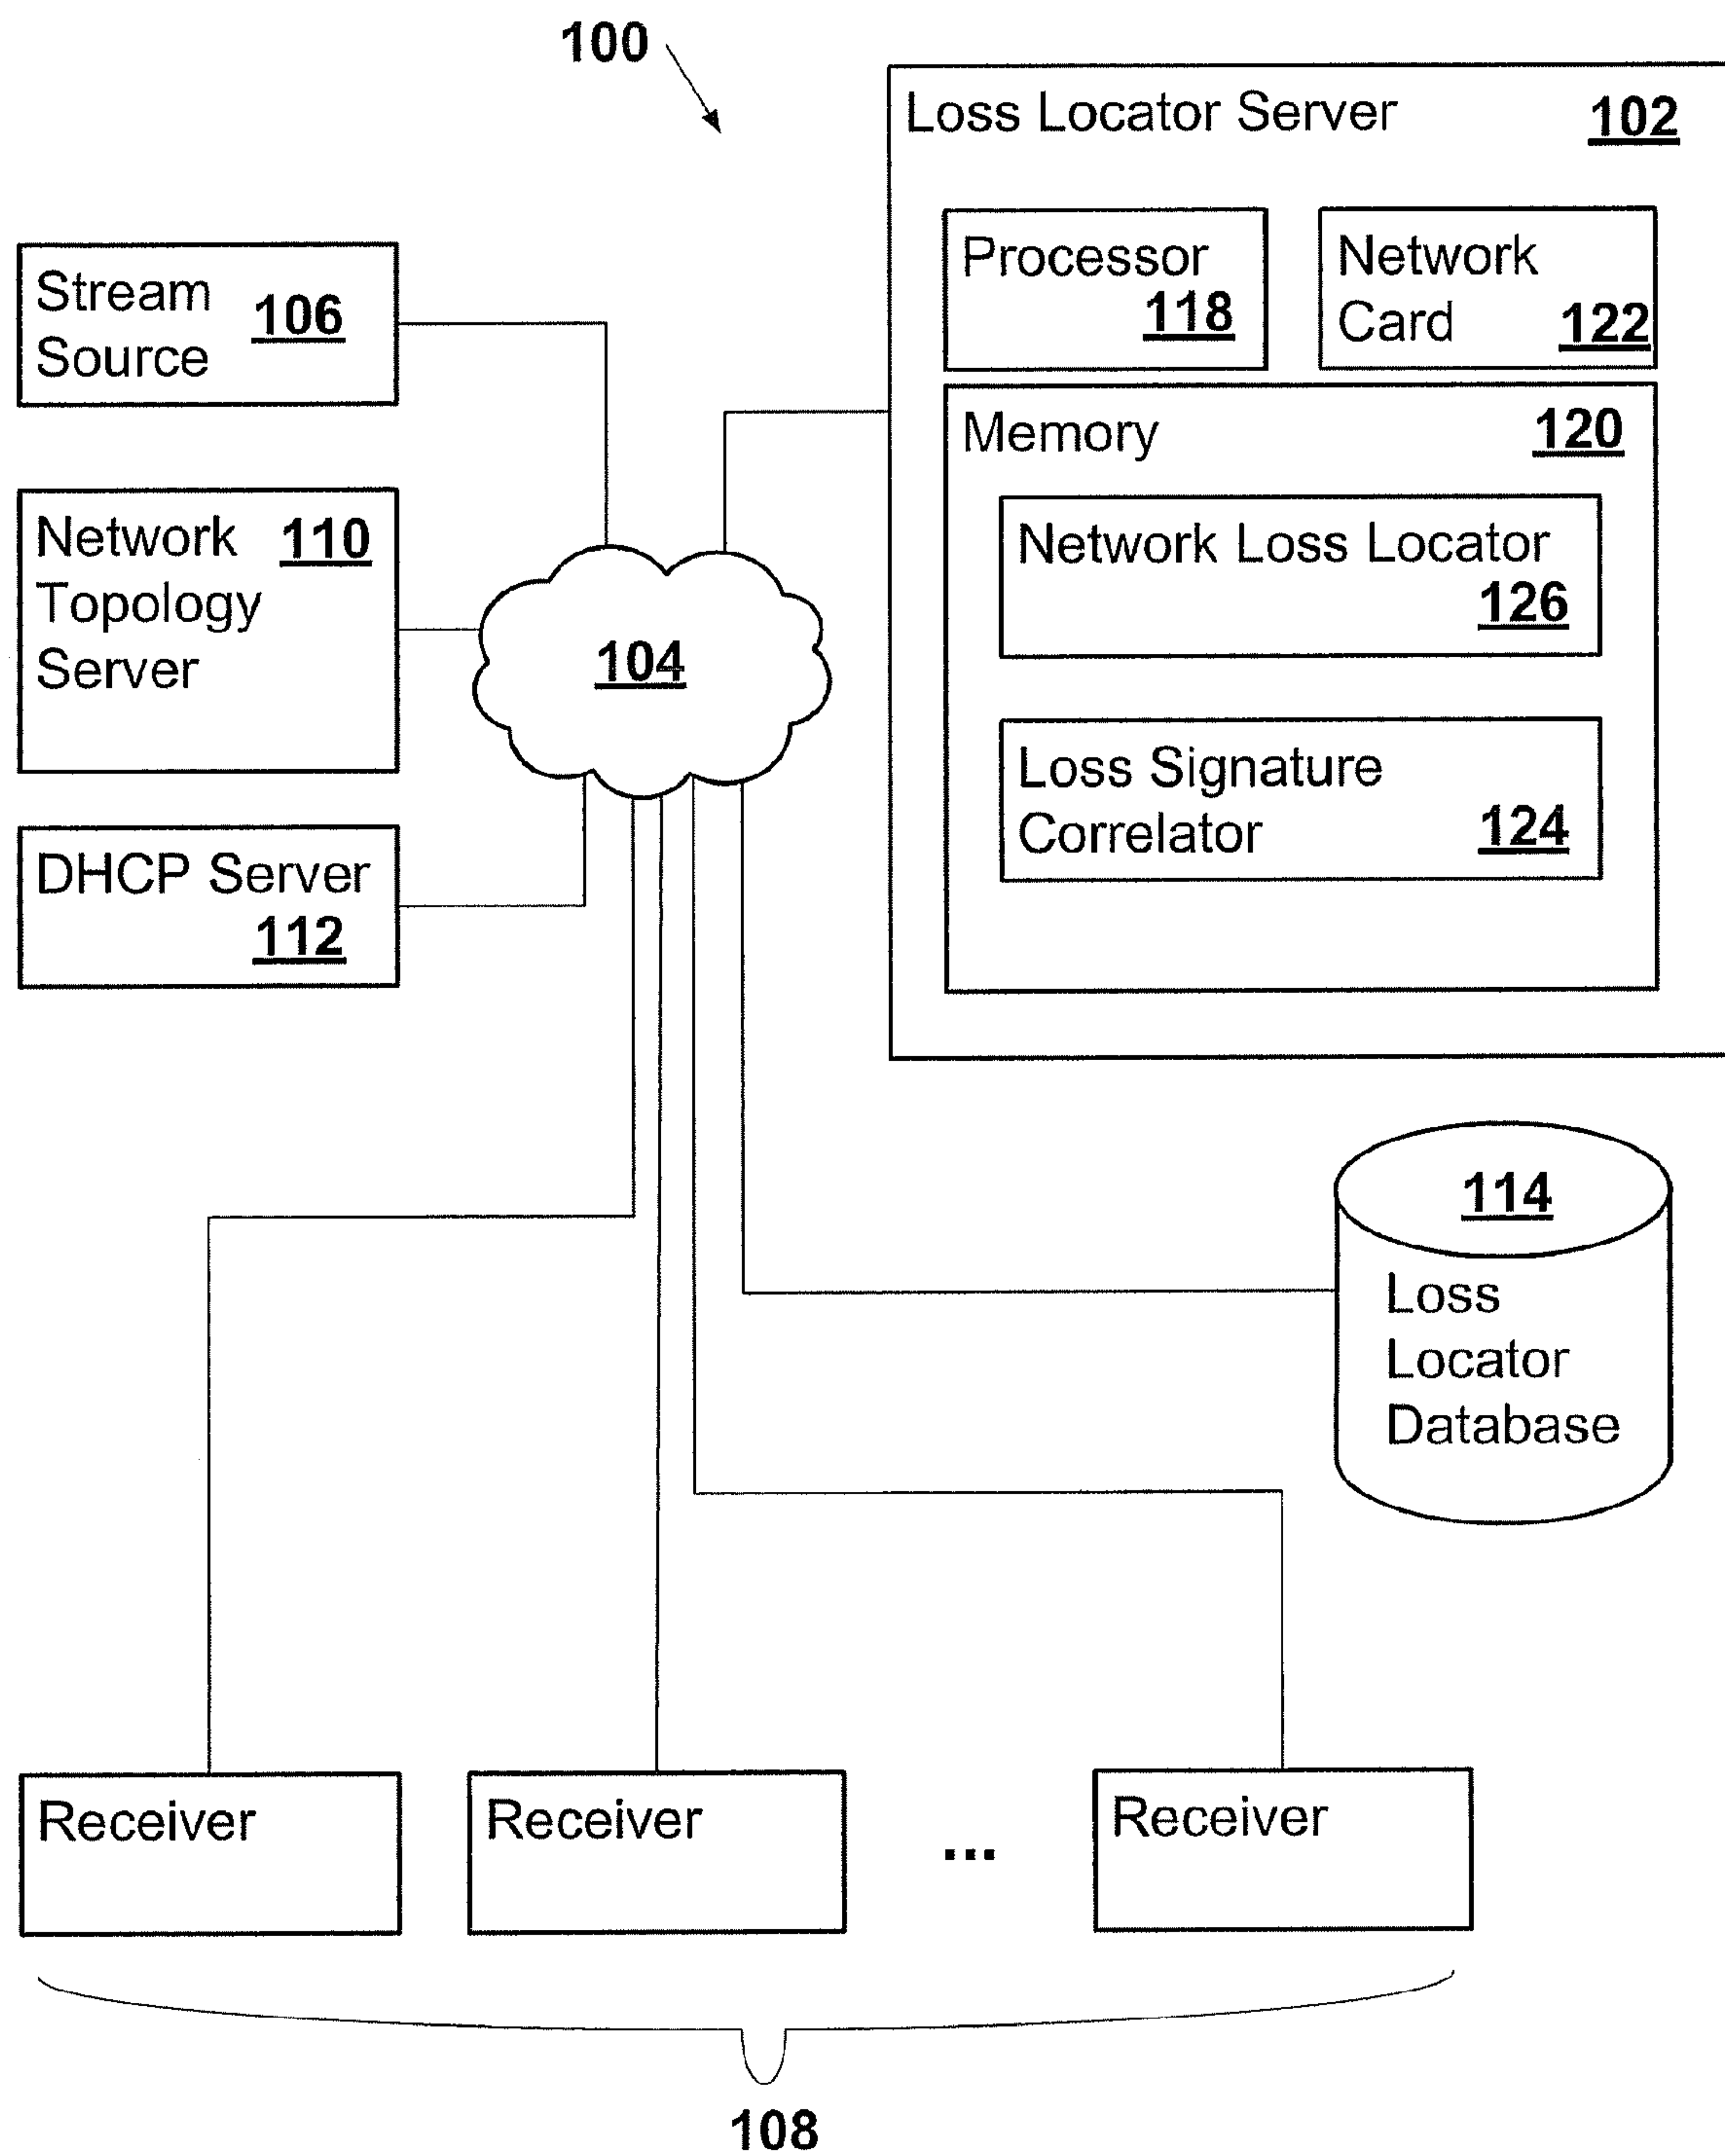 100
Loss Locator Server 102
Processor
118
Network
Card 122
Stream
Source 106
Memory 120
Network 110
Topology
Server
Network Loss Locator
126
104
Loss Signature
Correlator 124
DHCP Server
112
114
Loss
Locator
Database
Receiver
Receiver
...
Receiver
108